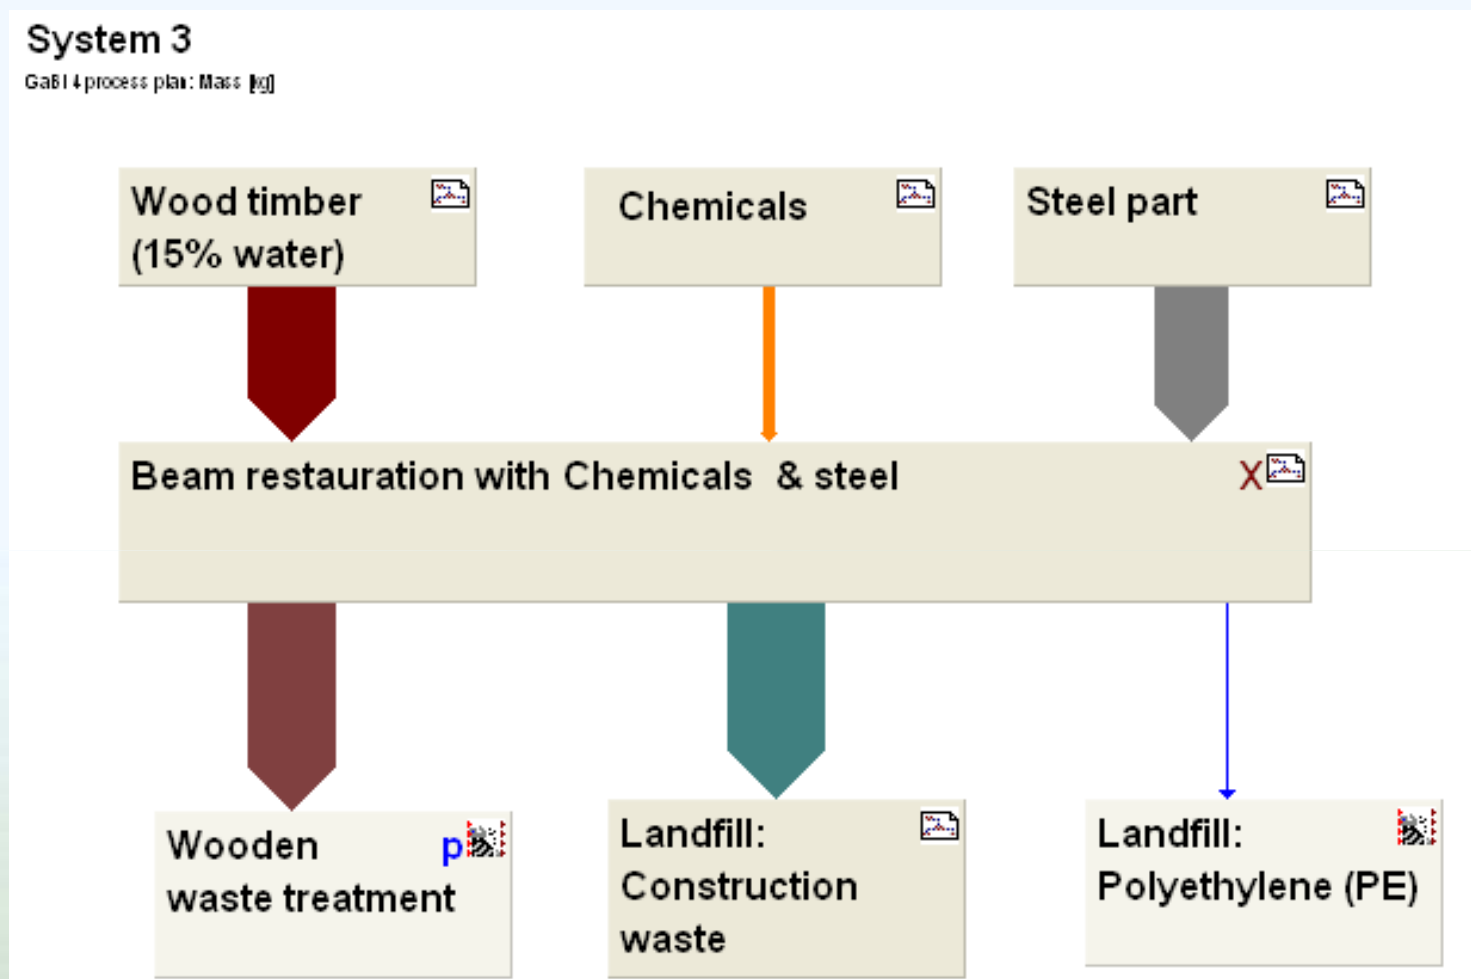 System 3
GaBi 4 process plan: Mass [kg]
Wood timber
(15% water)
Chemicals
Steel part
Beam restauration with Chemicals & steel
X
Wooden
waste treatment
p
Landfill:
Construction
waste
Landfill:
Polyethylene (PE)